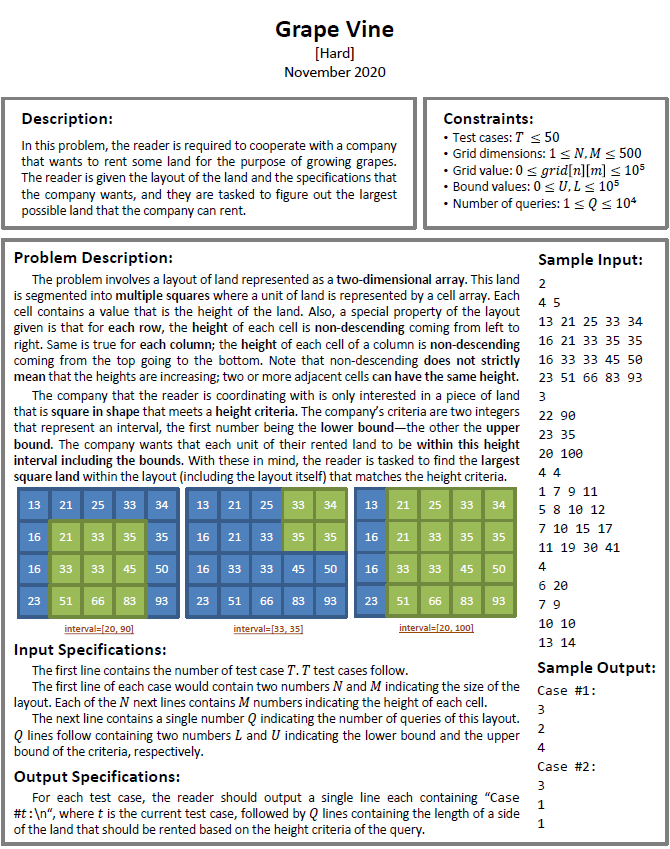 Grape Vine
[Hard]
November 2020
Description:
In this problem, the reader is required to cooperate with a company
that wants to rent some land for the purpose of growing grapes.
The reader is given the layout of the land and the specifications that
the company wants, and they are tasked to figure out the largest
possible land that the company can rent.
Constraints:
• Test cases: T ≤ 50
• Grid dimensions: 1 ≤ N, M ≤ 500
• Grid value: 0 ≤ grid[n][m] ≤ 10⁵
• Bound values: 0 ≤ U, L ≤ 10⁵
• Number of queries: 1 ≤ Q ≤ 10⁴
Problem Description:
The problem involves a layout of land represented as a two-dimensional array. This land
is segmented into multiple squares where a unit of land is represented by a cell array. Each
cell contains a value that is the height of the land. Also, a special property of the layout
given is that for each row, the height of each cell is non-descending coming from left to
right. Same is true for each column; the height of each cell of a column is non-descending
coming from the top going to the bottom. Note that non-descending does not strictly
mean that the heights are increasing; two or more adjacent cells can have the same height.
The company that the reader is coordinating with is only interested in a piece of land
that is square in shape that meets a height criteria. The company's criteria are two integers
that represent an interval, the first number being the lower bound—the other the upper
bound. The company wants that each unit of their rented land to be within this height
interval including the bounds. With these in mind, the reader is tasked to find the largest
square land within the layout (including the layout itself) that matches the height criteria.
13 21 25 33 34
16 21 33 35 35
16 33 33 45 50
23 51 66 83 93
interval=[20, 90]
13 21 25 33 34
16 21 33 35 35
16 33 33 45 50
23 51 66 83 93
interval=[33, 35]
13 21 25 33 34
16 21 33 35 35
16 33 33 45 50
23 51 66 83 93
interval=[20, 100]
Input Specifications:
The first line contains the number of test case T. T test cases follow.
The first line of each case would contain two numbers N and M indicating the size of the
layout. Each of the N next lines contains M numbers indicating the height of each cell.
The next line contains a single number Q indicating the number of queries of this layout.
Q lines follow containing two numbers L and U indicating the lower bound and the upper
bound of the criteria, respectively.
Output Specifications:
For each test case, the reader should output a single line each containing "Case
#t:\n", where t is the current test case, followed by Q lines containing the length of a side
of the land that should be rented based on the height criteria of the query.
Sample Input:
2
4 5
13 21 25 33 34
16 21 33 35 35
16 33 33 45 50
23 51 66 83 93
3
22 90
23 35
20 100
4 4
1 7 9 11
5 8 10 12
7 10 15 17
11 19 30 41
4
6 20
7 9
10 10
13 14
Sample Output:
Case #1:
3
2
4
Case #2:
3
1
1